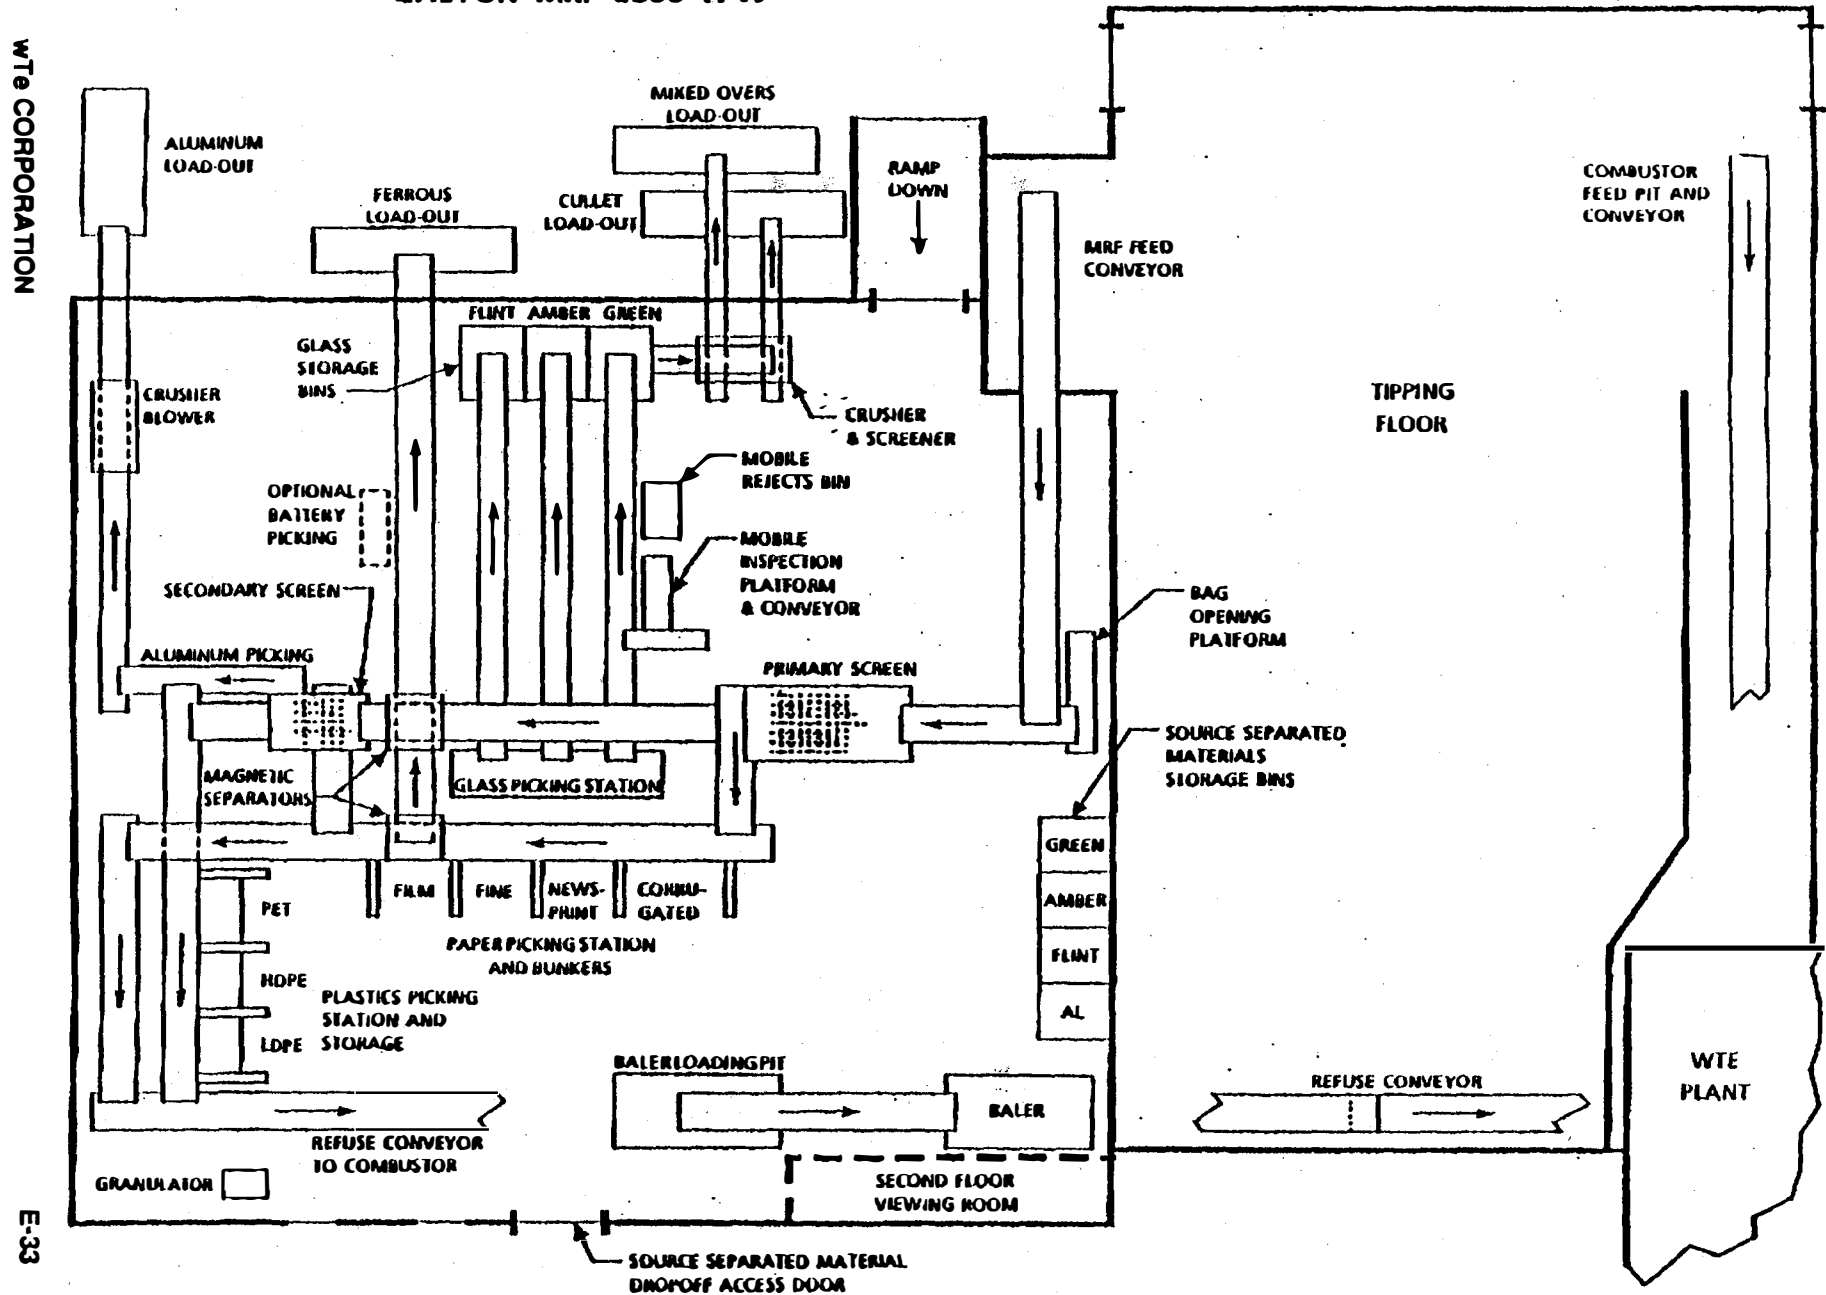 wTe CORPORATION
MIXED OVERS
LOAD-OUT
ALUMINUM
LOAD-OUT
RAMP
DOWN
COMBUSTOR
FEED PIT AND
CONVEYOR
FERROUS
LOAD-OUT
CULLET
LOAD-OUT
MRF FEED
CONVEYOR
FLINT AMBER GREEN
GLASS
STORAGE
BINS
CRUSHER
BLOWER
TIPPING
FLOOR
CRUSHER
& SCREENER
MOBILE
REJECTS BIN
OPTIONAL
BATTERY
PICKING
MOBILE
INSPECTION
PLATFORM
& CONVEYOR
SECONDARY SCREEN
BAG
OPENING
PLATFORM
ALUMINUM PICKING
PRIMARY SCREEN
SOURCE SEPARATED
MATERIALS
STORAGE BINS
MAGNETIC
SEPARATORS
GLASS PICKING STATION
GREEN
AMBER
FLINT
AL
FILM
FINE
NEWS-
PRINT
CORRU-
GATED
PET
PAPER PICKING STATION
AND BUNKERS
HDPE
PLASTICS PICKING
STATION AND
STORAGE
LDPE
BALER LOADING PIT
BALER
REFUSE CONVEYOR
WTE
PLANT
REFUSE CONVEYOR
TO COMBUSTOR
GRANULATOR
SECOND FLOOR
VIEWING ROOM
SOURCE SEPARATED MATERIAL
DROPOFF ACCESS DOOR
E-33